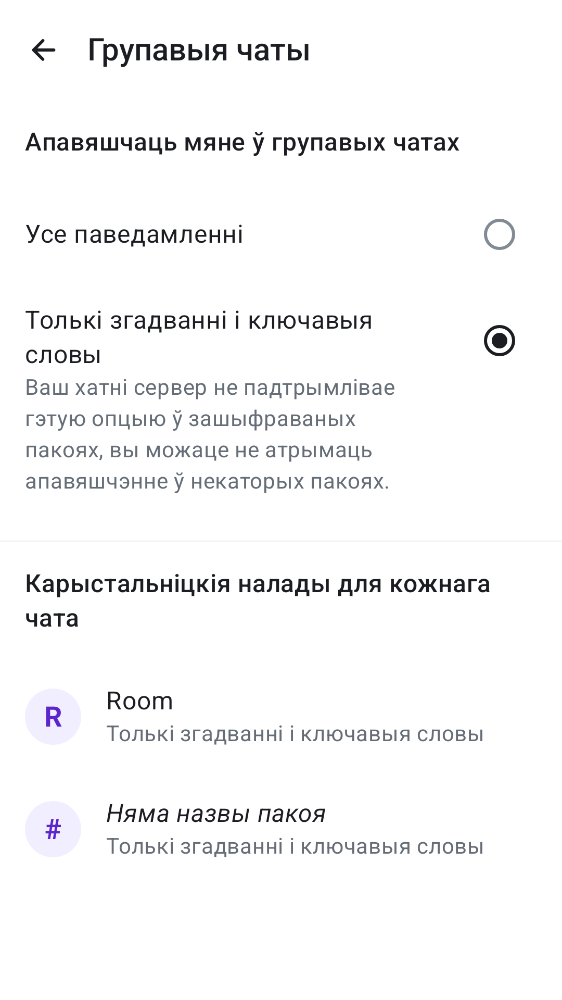 Групавыя чаты
Апавяшчаць мяне ў групавых чатах
Усе паведамленні
Толькі згадванні і ключавыя
словы
Ваш хатні сервер не падтрымлівае
гэтую опцыю ў зашыфраваных
пакоях, вы можаце не атрымаць
апавяшчэнне ў некаторых пакоях.
Карыстальніцкія налады для кожнага
чата
R
Room
Толькі згадванні і ключавыя словы
#
Няма назвы пакоя
Толькі згадванні і ключавыя словы